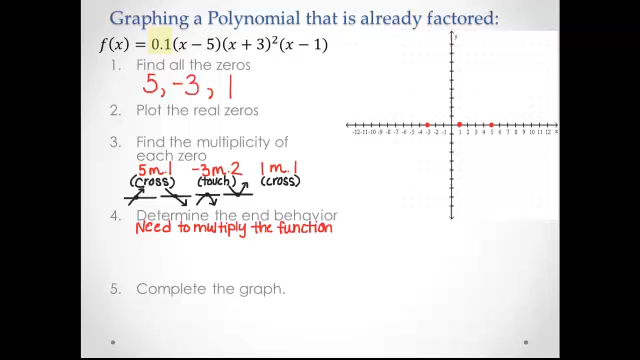 Graphing a Polynomial that is already factored:
f(x) = 0.1(x − 5)(x + 3)²(x − 1)
1. Find all the zeros
5, -3, 1
2. Plot the real zeros
3. Find the multiplicity of
each zero
5 m.1 -3 m.2 1 m.1
(cross) (touch) (cross)
4. Determine the end behavior
Need to multiply the function
5. Complete the graph.
y
-12 -11 -10 -9 -8 -7 -6 -5 -4 -3 -2 -1 1 2 3 4 5 6 7 8 9 10 11 12 x